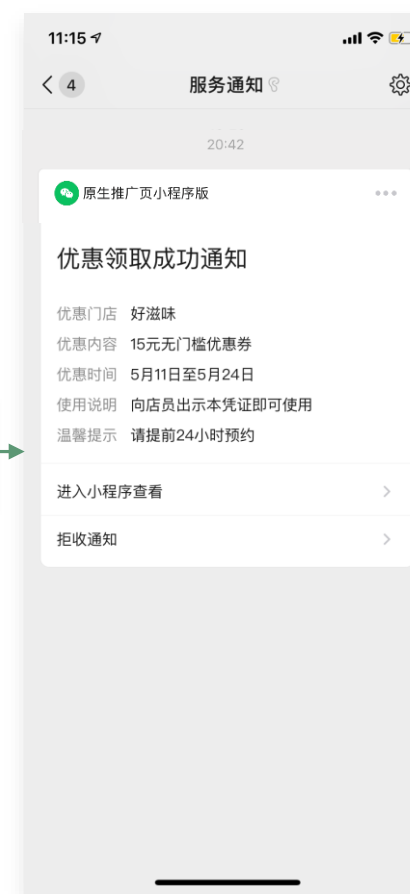 11:15
4
服务通知
20:42
原生推广页小程序版
优惠领取成功通知
优惠门店 好滋味
优惠内容 15元无门槛优惠券
优惠时间 5月11日至5月24日
使用说明 向店员出示本凭证即可使用
温馨提示 请提前24小时预约
进入小程序查看
拒收通知